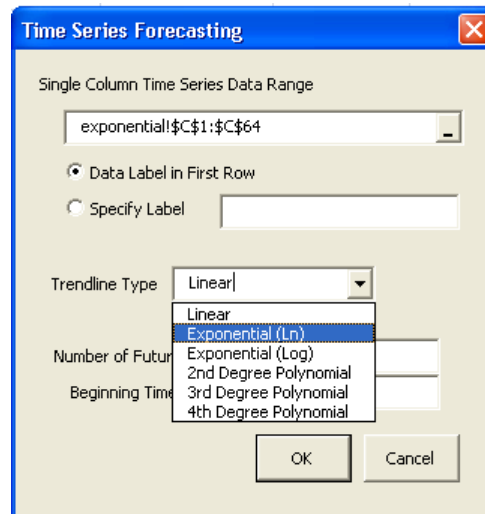 Time Series Forecasting
Single Column Time Series Data Range
exponential!$C$1:$C$64
Data Label in First Row
Specify Label
Trendline Type Linear
Linear
Exponential (Ln)
Exponential (Log)
2nd Degree Polynomial
3rd Degree Polynomial
4th Degree Polynomial
Number of Futur
Beginning Time
OK Cancel